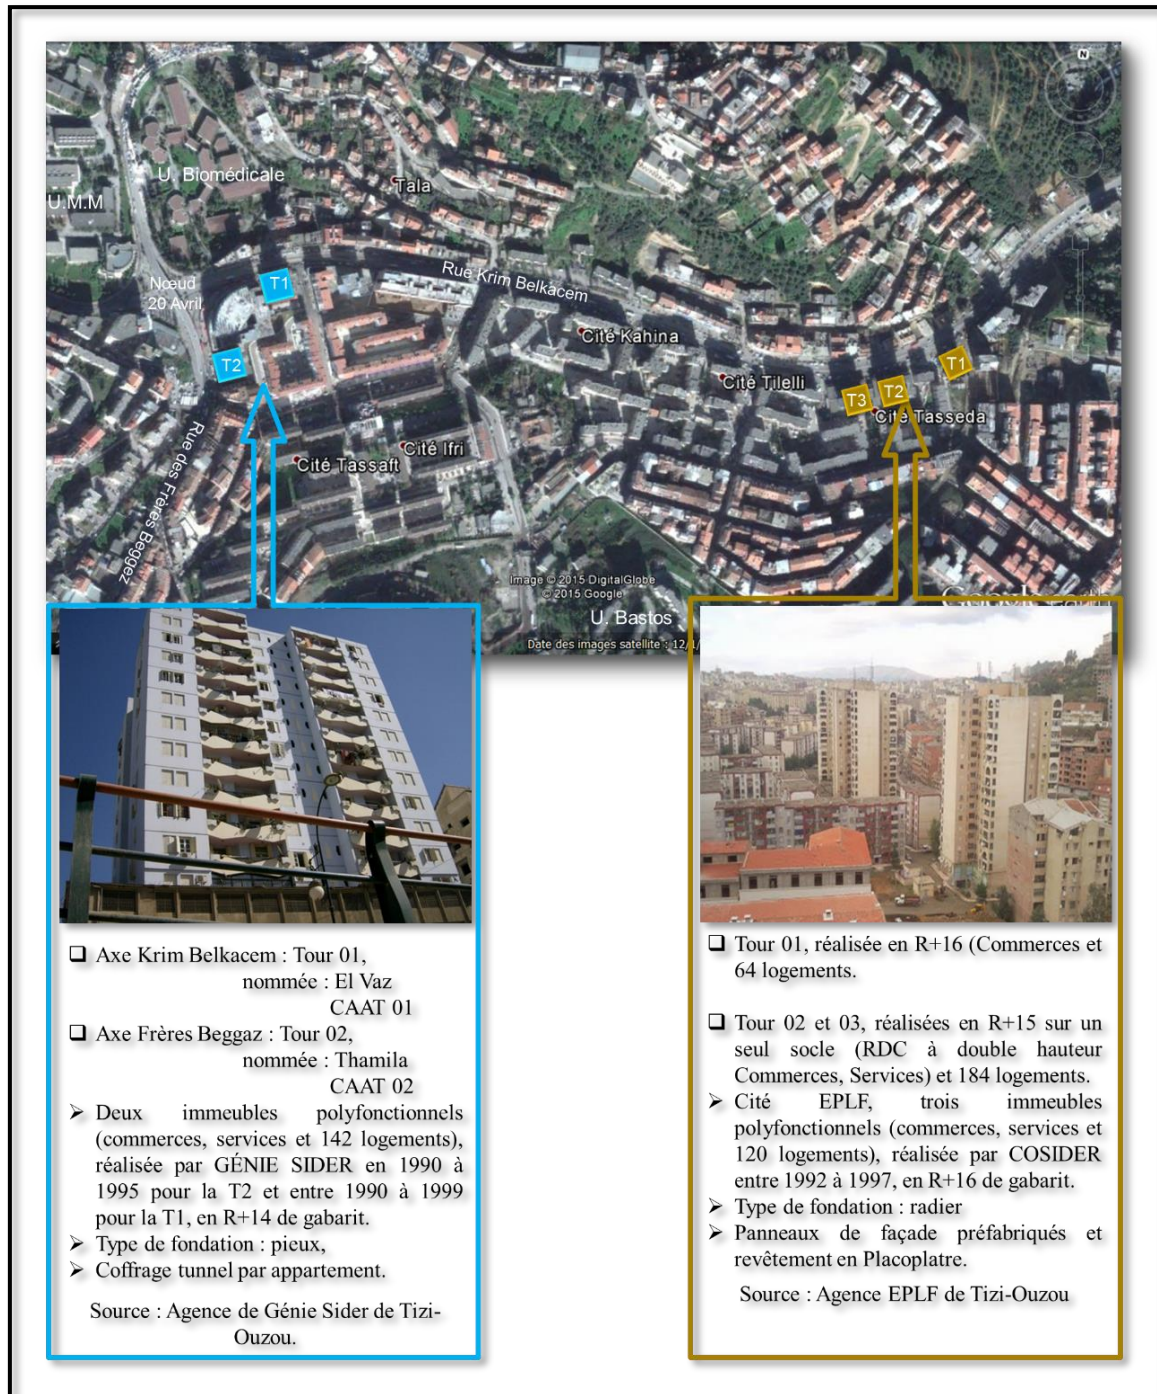 N
U. Biomédicale
Tala
U.M.M
Rue Krim Belkacem
T1
Nœud
20 Avril
Cité Kahina
T2
Cité Tilelli
T1
T2
T3
Cité Tasseda
Rue des Frères Beggez
Cité Ifri
Cité Tassaft
Image © 2015 DigitalGlobe
© 2015 Google
U. Bastos
Date des images satellite : 12/1/
❑ Axe Krim Belkacem : Tour 01,
nommée : El Vaz
CAAT 01
❑ Axe Frères Beggaz : Tour 02,
nommée : Thamila
CAAT 02
➢ Deux immeubles polyfonctionnels
(commerces, services et 142 logements),
réalisée par GÉNIE SIDER en 1990 à
1995 pour la T2 et entre 1990 à 1999
pour la T1, en R+14 de gabarit.
➢ Type de fondation : pieux,
➢ Coffrage tunnel par appartement.
Source : Agence de Génie Sider de Tizi-
Ouzou.
❑ Tour 01, réalisée en R+16 (Commerces et
64 logements.
❑ Tour 02 et 03, réalisées en R+15 sur un
seul socle (RDC à double hauteur
Commerces, Services) et 184 logements.
➢ Cité EPLF, trois immeubles
polyfonctionnels (commerces, services et
120 logements), réalisée par COSIDER
entre 1992 à 1997, en R+16 de gabarit.
➢ Type de fondation : radier
➢ Panneaux de façade préfabriqués et
revêtement en Placoplatre.
Source : Agence EPLF de Tizi-Ouzou